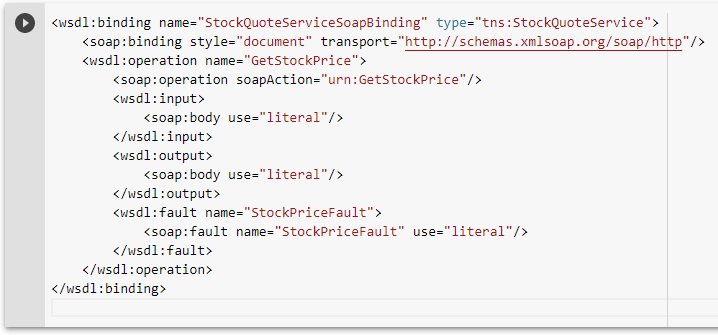 <wsdl:binding name="StockQuoteServiceSoapBinding" type="tns:StockQuoteService">
    <soap:binding style="document" transport="http://schemas.xmlsoap.org/soap/http"/>
    <wsdl:operation name="GetStockPrice">
        <soap:operation soapAction="urn:GetStockPrice"/>
        <wsdl:input>
            <soap:body use="literal"/>
        </wsdl:input>
        <wsdl:output>
            <soap:body use="literal"/>
        </wsdl:output>
        <wsdl:fault name="StockPriceFault">
            <soap:fault name="StockPriceFault" use="literal"/>
        </wsdl:fault>
    </wsdl:operation>
</wsdl:binding>